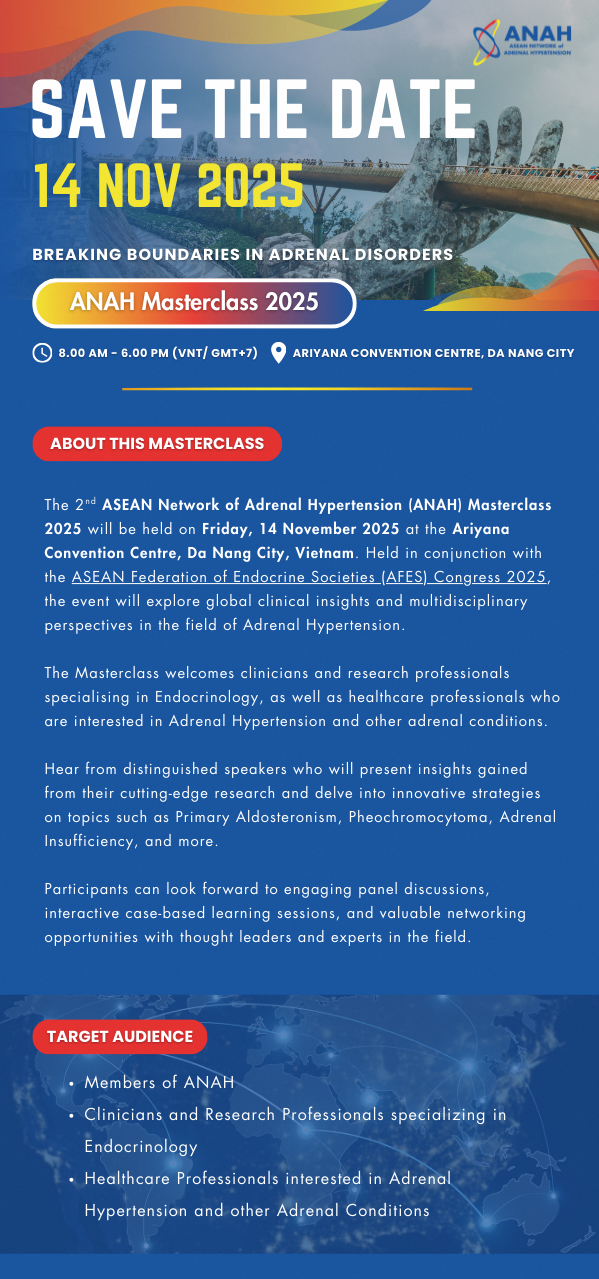 ANAH
ASEAN NETWORK of
ADRENAL HYPERTENSION
SAVE THE DATE
14 NOV 2025
BREAKING BOUNDARIES IN ADRENAL DISORDERS
ANAH Masterclass 2025
8.00 AM – 6.00 PM (VNT/ GMT+7) ARIYANA CONVENTION CENTRE, DA NANG CITY
ABOUT THIS MASTERCLASS
The 2nd ASEAN Network of Adrenal Hypertension (ANAH) Masterclass
2025 will be held on Friday, 14 November 2025 at the Ariyana
Convention Centre, Da Nang City, Vietnam. Held in conjunction with
the ASEAN Federation of Endocrine Societies (AFES) Congress 2025,
the event will explore global clinical insights and multidisciplinary
perspectives in the field of Adrenal Hypertension.
The Masterclass welcomes clinicians and research professionals
specialising in Endocrinology, as well as healthcare professionals who
are interested in Adrenal Hypertension and other adrenal conditions.
Hear from distinguished speakers who will present insights gained
from their cutting-edge research and delve into innovative strategies
on topics such as Primary Aldosteronism, Pheochromocytoma, Adrenal
Insufficiency, and more.
Participants can look forward to engaging panel discussions,
interactive case-based learning sessions, and valuable networking
opportunities with thought leaders and experts in the field.
TARGET AUDIENCE
• Members of ANAH
• Clinicians and Research Professionals specializing in
Endocrinology
• Healthcare Professionals interested in Adrenal
Hypertension and other Adrenal Conditions